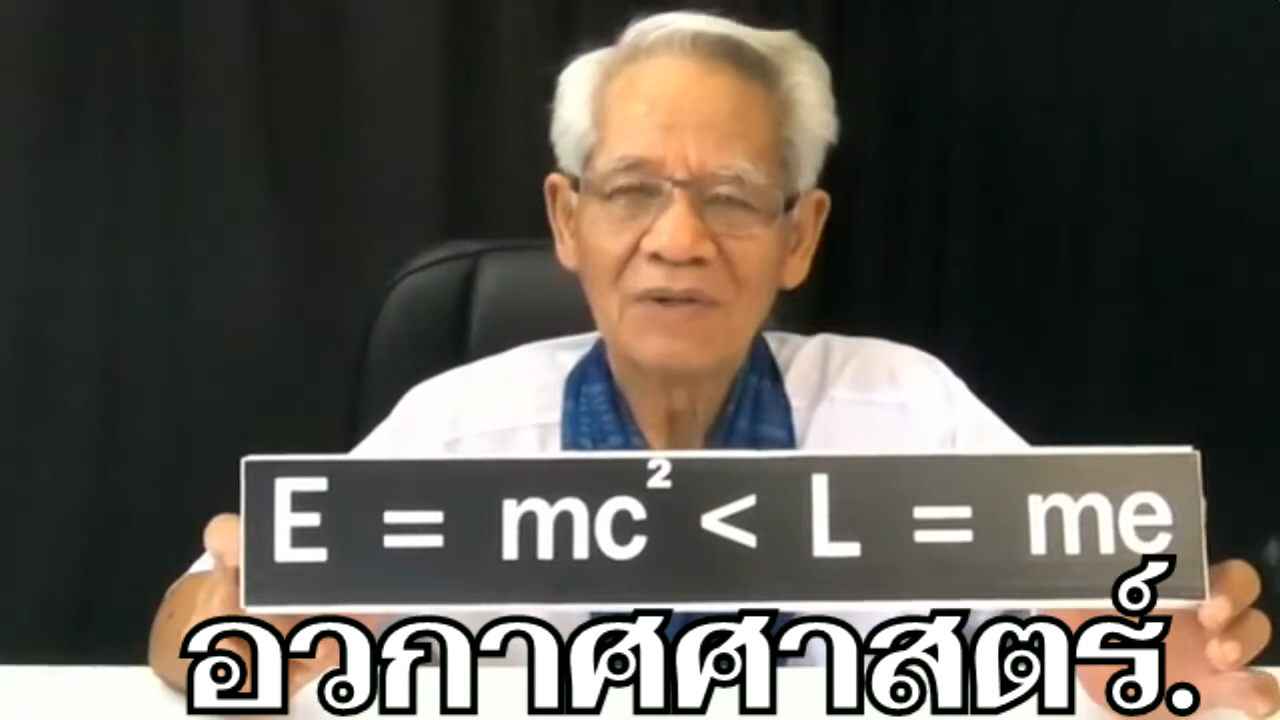 E = mc² < L = me
อวกาศศาสตร์.